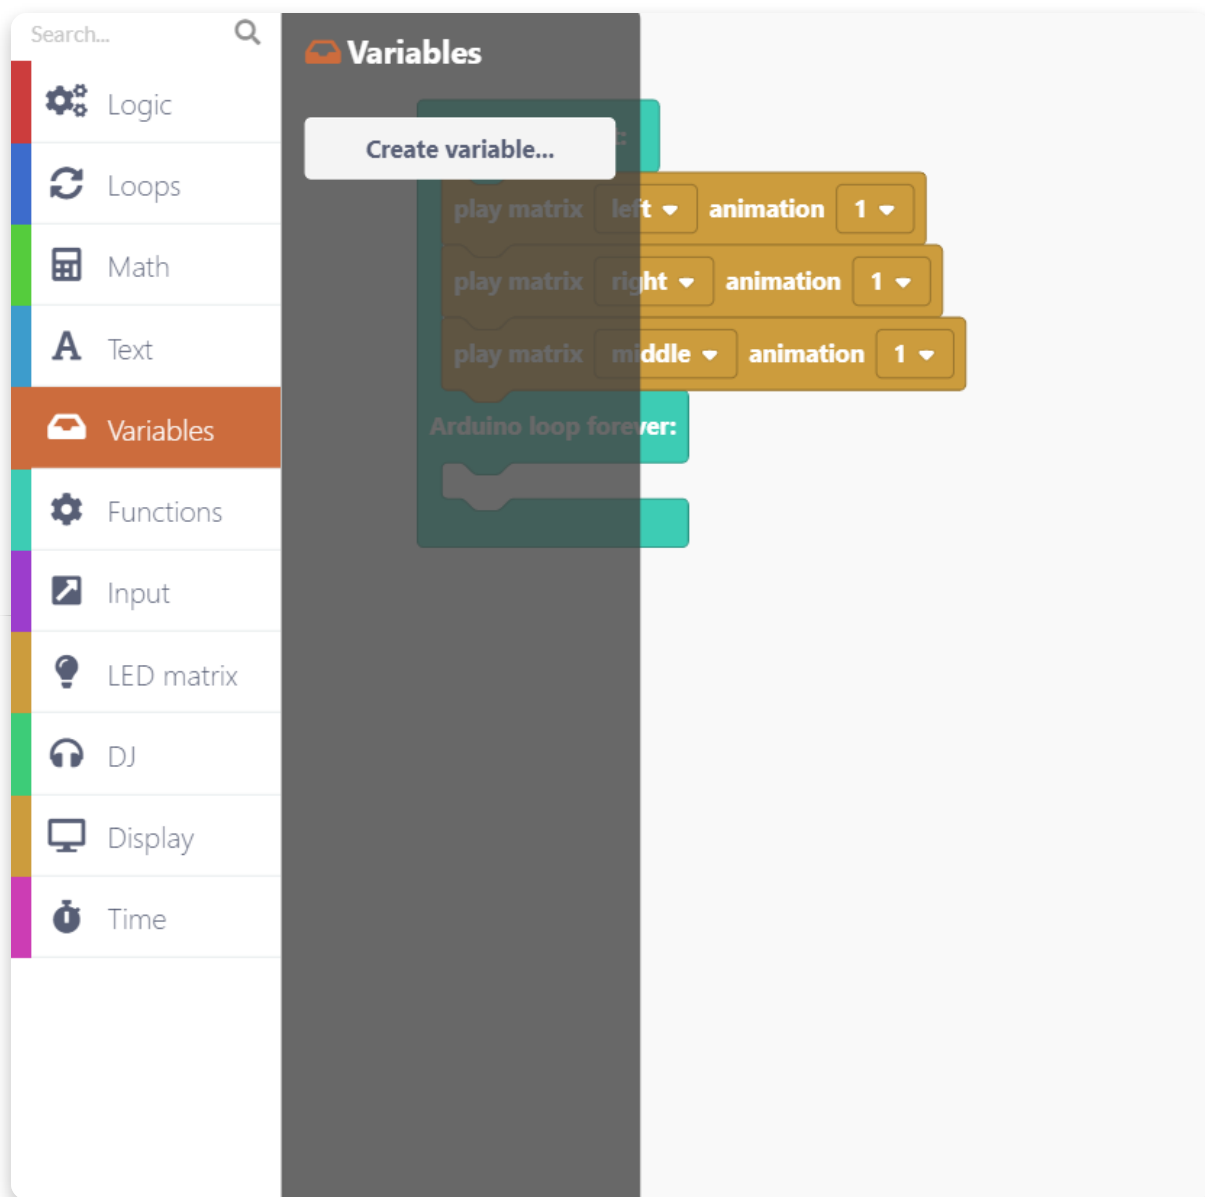 Search...
Logic
Loops
Math
Text
Variables
Functions
Input
LED matrix
DJ
Display
Time
Variables
Create variable...
play matrix left animation 1
play matrix right animation 1
play matrix middle animation 1
Arduino loop forever: